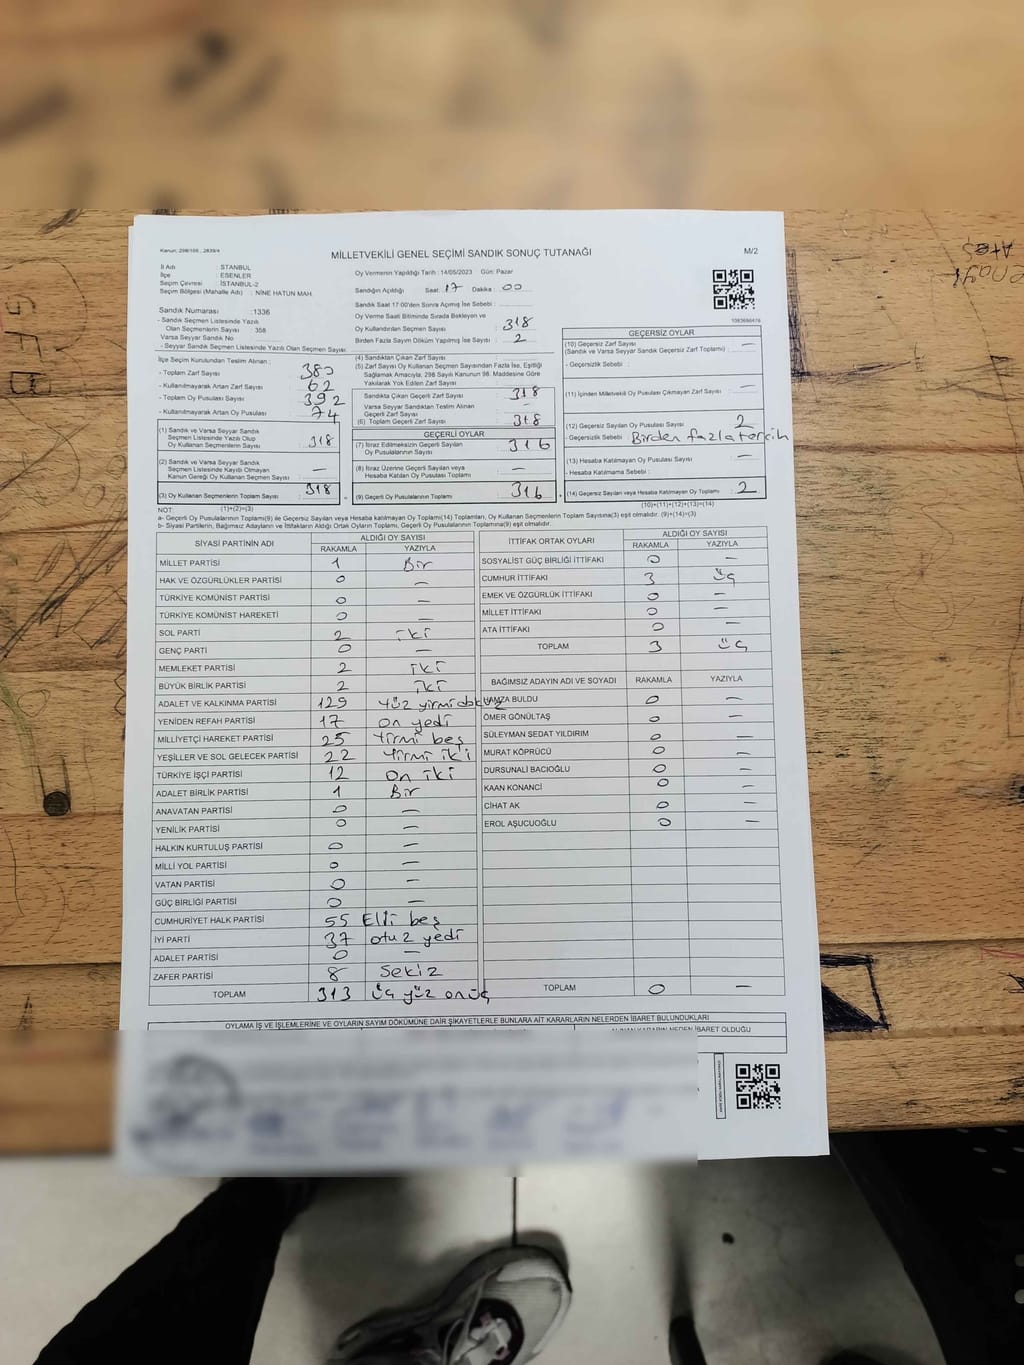 Kanun: 298/105 , 2839/4
MİLLETVEKİLİ GENEL SEÇİMİ SANDIK SONUÇ TUTANAĞI
M/2
İl Adı : STANBUL
İlçe : ESENLER
Seçim Çevresi : İSTANBUL-2
Seçim Bölgesi (Mahalle Adı) : NİNE HATUN MAH.
Sandık Numarası :1336
- Sandık Seçmen Listesinde Yazılı
Olan Seçmenlerin Sayısı : 358
Varsa Seyyar Sandık No
- Seyyar Sandık Seçmen Listesinde Yazılı Olan Seçmen Sayısı:
Oy Vermenin Yapıldığı Tarih : 14/05/2023 Gün: Pazar
Sandığın Açıldığı Saat: 17 Dakika : 00
Sandık Saat 17:00'den Sonra Açılmış İse Sebebi :
Oy Verme Saati Bitiminde Sırada Bekleyen ve
Oy Kullandırılan Seçmen Sayısı : 318
Birden Fazla Sayım Döküm Yapılmış İse Sayısı : 2
1083698416
İlçe Seçim Kurulundan Teslim Alınan :
- Toplam Zarf Sayısı : 380
- Kullanılmayarak Artan Zarf Sayısı : 62
- Toplam Oy Pusulası Sayısı : 392
- Kullanılmayarak Artan Oy Pusulası : 74
(1) Sandık ve Varsa Seyyar Sandık
Seçmen Listesinde Yazılı Olup
Oy Kullanan Seçmenlerin Sayısı : 318
(2) Sandık ve Varsa Seyyar Sandık
Seçmen Listesinde Kayıtlı Olmayan
Kanun Gereği Oy Kullanan Seçmen Sayısı : —
(3) Oy Kullanan Seçmenlerin Toplam Sayısı : 318
(4) Sandıktan Çıkan Zarf Sayısı :
(5) Zarf Sayısı Oy Kullanan Seçmen Sayısından Fazla İse, Eşitliği
Sağlamak Amacıyla, 298 Sayılı Kanunun 98. Maddesine Göre
Yakılarak Yok Edilen Zarf Sayısı :
Sandıkta Çıkan Geçerli Zarf Sayısı : 318
Varsa Seyyar Sandıktan Teslim Alınan
Geçerli Zarf Sayısı : –
(6) Toplam Geçerli Zarf Sayısı : 318
GEÇERLİ OYLAR
(7) İtiraz Edilmeksizin Geçerli Sayılan
Oy Pusulalarının Sayısı : 316
(8) İtiraz Üzerine Geçerli Sayılan veya
Hesaba Katılan Oy Pusulası Toplamı : —
(9) Geçerli Oy Pusulalarının Toplamı : 316
GEÇERSİZ OYLAR
(10) Geçersiz Zarf Sayısı : —
(Sandık ve Varsa Seyyar Sandık Geçersiz Zarf Toplamı)
- Geçersizlik Sebebi :
(11) İçinden Milletvekili Oy Pusulası Çıkmayan Zarf Sayısı : —
(12) Geçersiz Sayılan Oy Pusulası Sayısı : 2
- Geçersizlik Sebebi : Birden fazla tercih
(13) Hesaba Katılmayan Oy Pusulası Sayısı : —
- Hesaba Katılmama Sebebi :
(14) Geçersiz Sayılan veya Hesaba Katılmayan Oy Toplamı : 2
NOT: (1)+(2)=(3) (10)+(11)+(12)+(13)=(14)
a- Geçerli Oy Pusulalarının Toplamı(9) ile Geçersiz Sayılan veya Hesaba katılmayan Oy Toplamı(14) Toplamları, Oy Kullanan Seçmenlerin Toplam Sayısına(3) eşit olmalıdır. (9)+(14)=(3)
b- Siyasi Partilerin, Bağımsız Adayların ve İttifakların Aldığı Ortak Oyların Toplamı, Geçerli Oy Pusulalarının Toplamına(9) eşit olmalıdır.
SİYASİ PARTİNİN ADI ALDIĞI OY SAYISI
RAKAMLA YAZIYLA
MİLLET PARTİSİ 1 Bir
HAK VE ÖZGÜRLÜKLER PARTİSİ 0 —
TÜRKİYE KOMÜNİST PARTİSİ 0 —
TÜRKİYE KOMÜNİST HAREKETİ 0 —
SOL PARTİ 2 iki
GENÇ PARTİ 0 —
MEMLEKET PARTİSİ 2 iki
BÜYÜK BİRLİK PARTİSİ 2 iki
ADALET VE KALKINMA PARTİSİ 129 Yüz yirmi dokuz
YENİDEN REFAH PARTİSİ 17 on yedi
MİLLİYETÇİ HAREKET PARTİSİ 25 Yirmi beş
YEŞİLLER VE SOL GELECEK PARTİSİ 22 Yirmi iki
TÜRKİYE İŞÇİ PARTİSİ 12 on iki
ADALET BİRLİK PARTİSİ 1 Bir
ANAVATAN PARTİSİ 0 —
YENİLİK PARTİSİ 0 —
HALKIN KURTULUŞ PARTİSİ 0 —
MİLLİ YOL PARTİSİ 0 —
VATAN PARTİSİ 0 —
GÜÇ BİRLİĞİ PARTİSİ 0 —
CUMHURİYET HALK PARTİSİ 55 Elli beş
İYİ PARTİ 37 otuz yedi
ADALET PARTİSİ 0 —
ZAFER PARTİSİ 8 Sekiz
TOPLAM 313 üç yüz onüç
İTTİFAK ORTAK OYLARI ALDIĞI OY SAYISI
RAKAMLA YAZIYLA
SOSYALİST GÜÇ BİRLİĞİ İTTİFAKI 0 —
CUMHUR İTTİFAKI 3 üç
EMEK VE ÖZGÜRLÜK İTTİFAKI 0 —
MİLLET İTTİFAKI 0 —
ATA İTTİFAKI 0 —
TOPLAM 3 üç
BAĞIMSIZ ADAYIN ADI VE SOYADI RAKAMLA YAZIYLA
HAMZA BULDU 0 —
ÖMER GÖNÜLTAŞ 0 —
SÜLEYMAN SEDAT YILDIRIM 0 —
MURAT KÖPRÜCÜ 0 —
DURSUNALİ BACIOĞLU 0 —
KAAN KONANCİ 0 —
CİHAT AK 0 —
EROL AŞUCUOĞLU 0 —
TOPLAM 0 —
OYLAMA İŞ VE İŞLEMLERİNE VE OYLARIN SAYIM DÖKÜMÜNE DAİR ŞİKAYETLERLE BUNLARA AİT KARARLARIN NELERDEN İBARET BULUNDUKLARI
ALINAN KARARIN NEDEN İBARET OLDUĞU